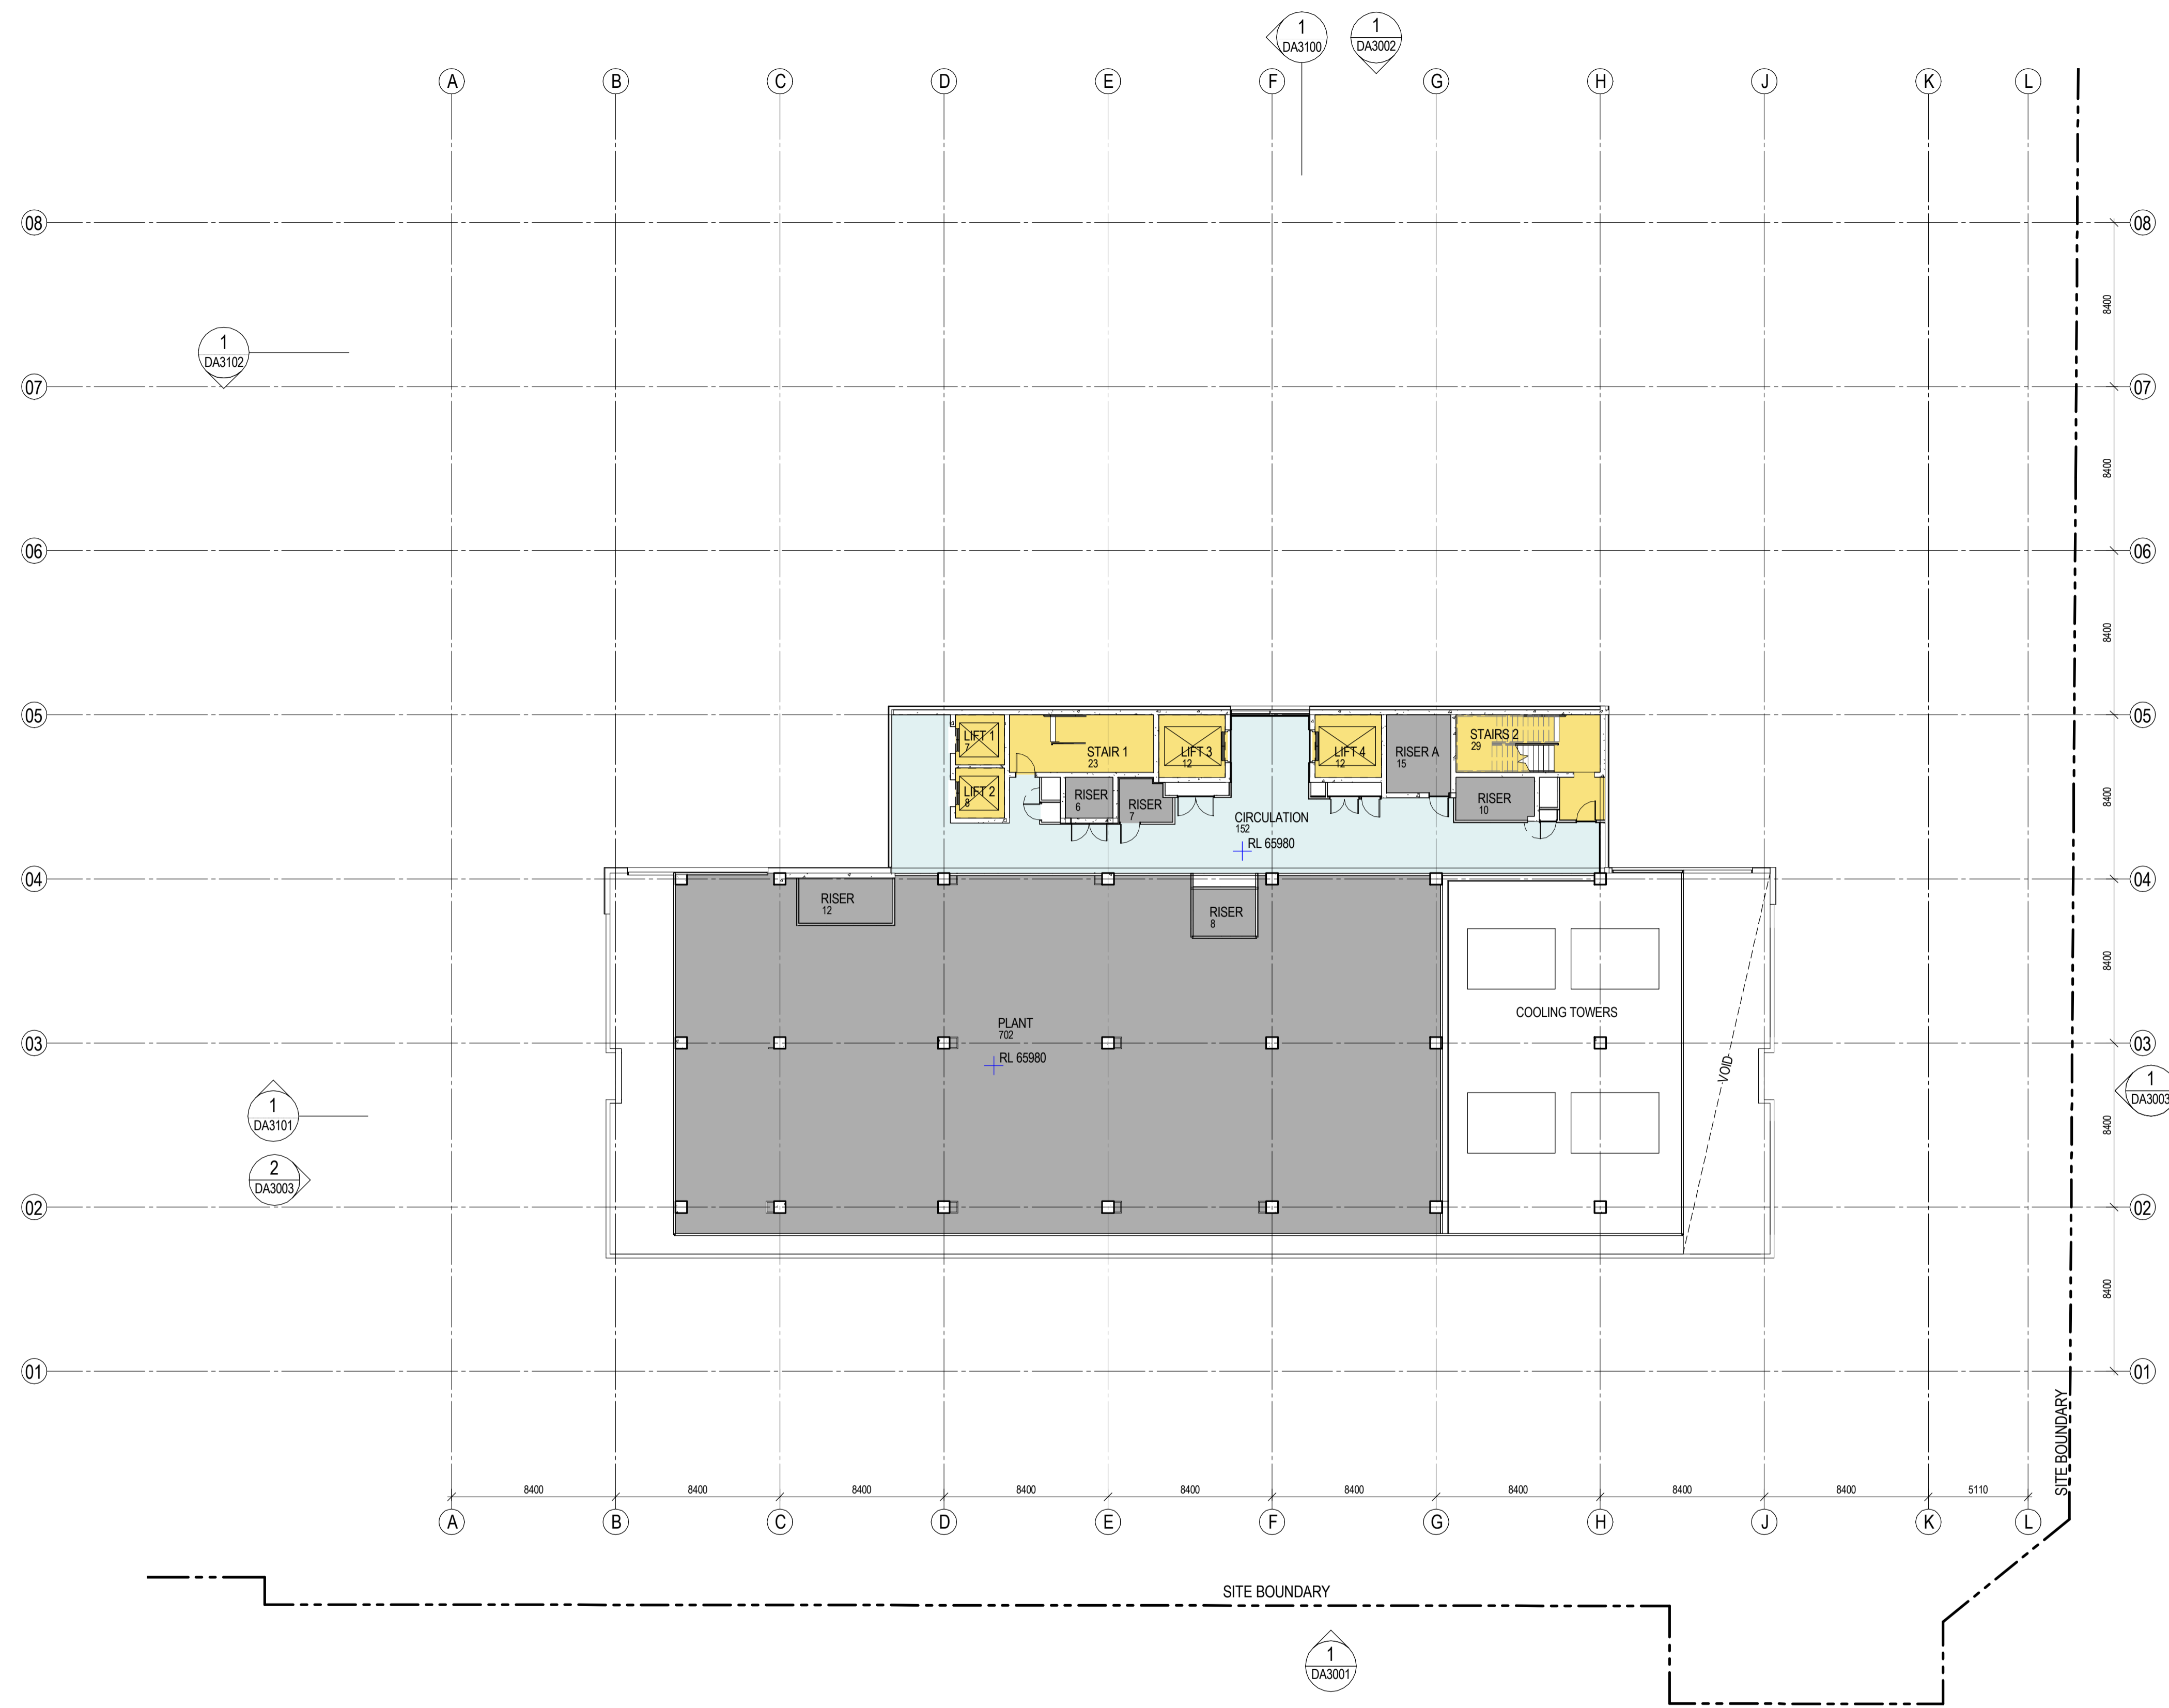 1
DA3100
1
DA3002
A B C D E F G H J K L
08 08
8400
1
DA3102
07 07
8400
06 06
8400
05 05
LIFT 1
7
STAIR 1
23
LIFT 3
12
LIFT 4
12
RISER A
15
STAIRS 2
29
LIFT 2
8
RISER
6
RISER
7
RISER
10
8400
CIRCULATION
152
RL 65980
04 04
RISER
12
RISER
8
8400
COOLING TOWERS
PLANT
702
RL 65980
03 03
VOID
1
DA3003
1
DA3101
8400
2
DA3003
02 02
8400
01 01
SITE BOUNDARY
8400 8400 8400 8400 8400 8400 8400 8400 8400 5110
A B C D E F G H J K L
SITE BOUNDARY
1
DA3001